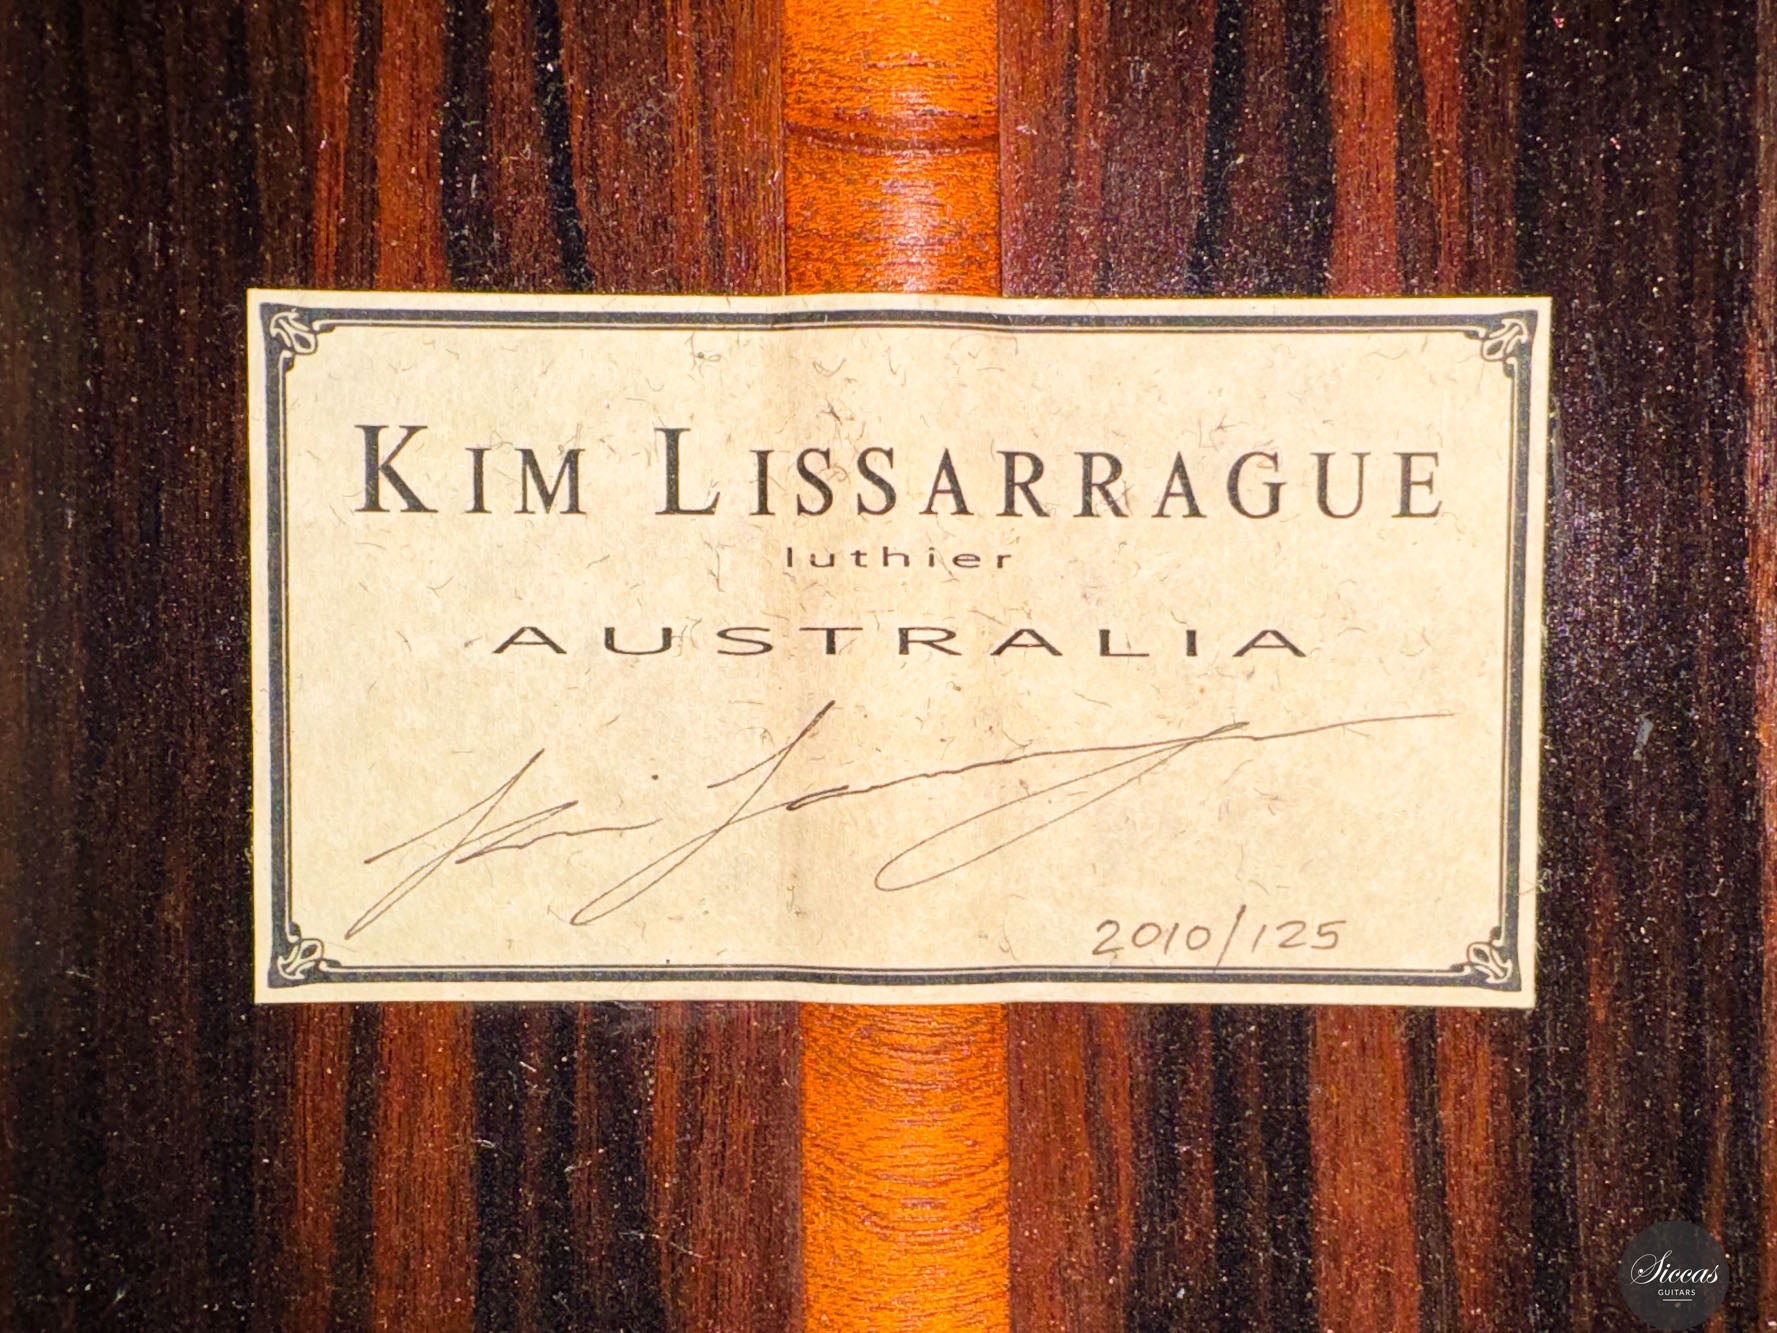 KIM LISSARRAGUE
luthier
AUSTRALIA
2010/125
Siccas
GUITARS